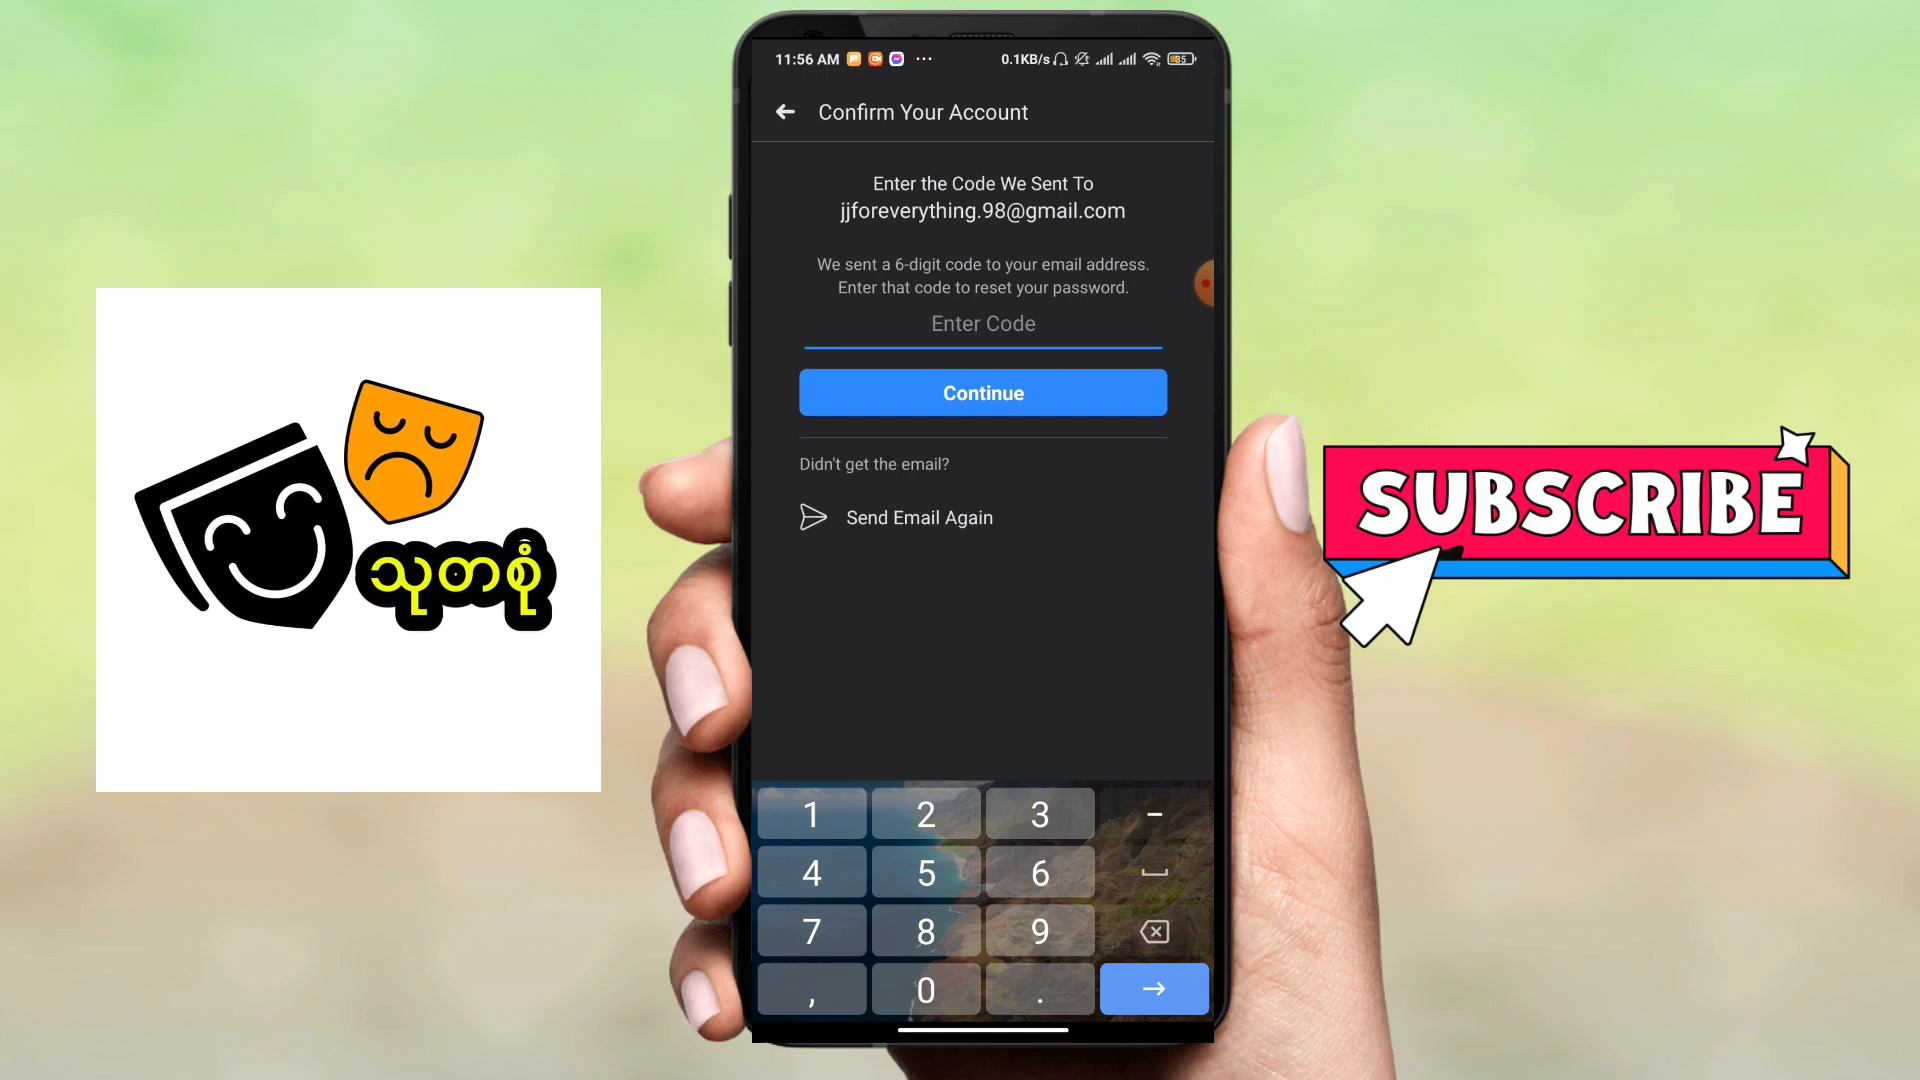 11:56 AM ... 0.1KB/s 35
Confirm Your Account
Enter the Code We Sent To
jjforeverything.98@gmail.com
We sent a 6-digit code to your email address.
Enter that code to reset your password.
Enter Code
Continue
Didn't get the email?
Send Email Again
သုတစုံ
SUBSCRIBE
1 2 3 -
4 5 6
7 8 9
, 0 .